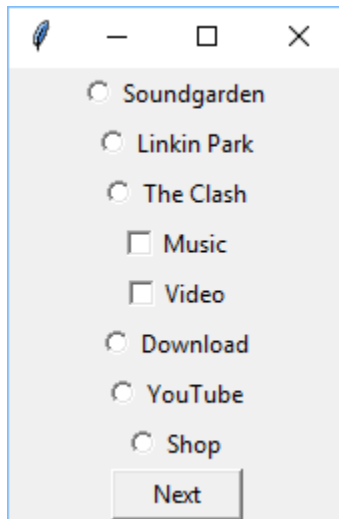 Soundgarden
Linkin Park
The Clash
Music
Video
Download
YouTube
Shop
Next